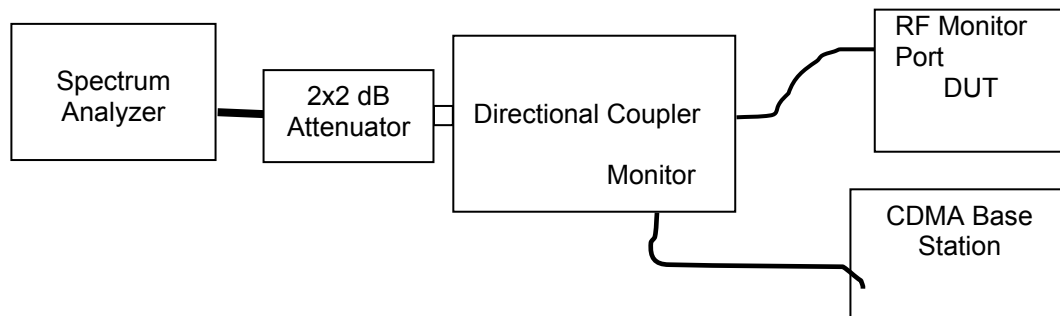 Spectrum
Analyzer
2x2 dB
Attenuator
Directional Coupler
Monitor
RF Monitor
Port
DUT
CDMA Base
Station